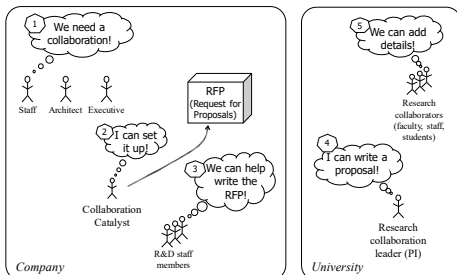 1
We need a
collaboration!
Staff
Architect
Executive
RFP
(Request for
Proposals)
2
I can set
it up!
Collaboration
Catalyst
3
We can help
write the
RFP!
R&D staff
members
Company
5
We can add
details!
Research
collaborators
(faculty, staff,
students)
4
I can write a
proposal!
Research
collaboration
leader (PI)
University